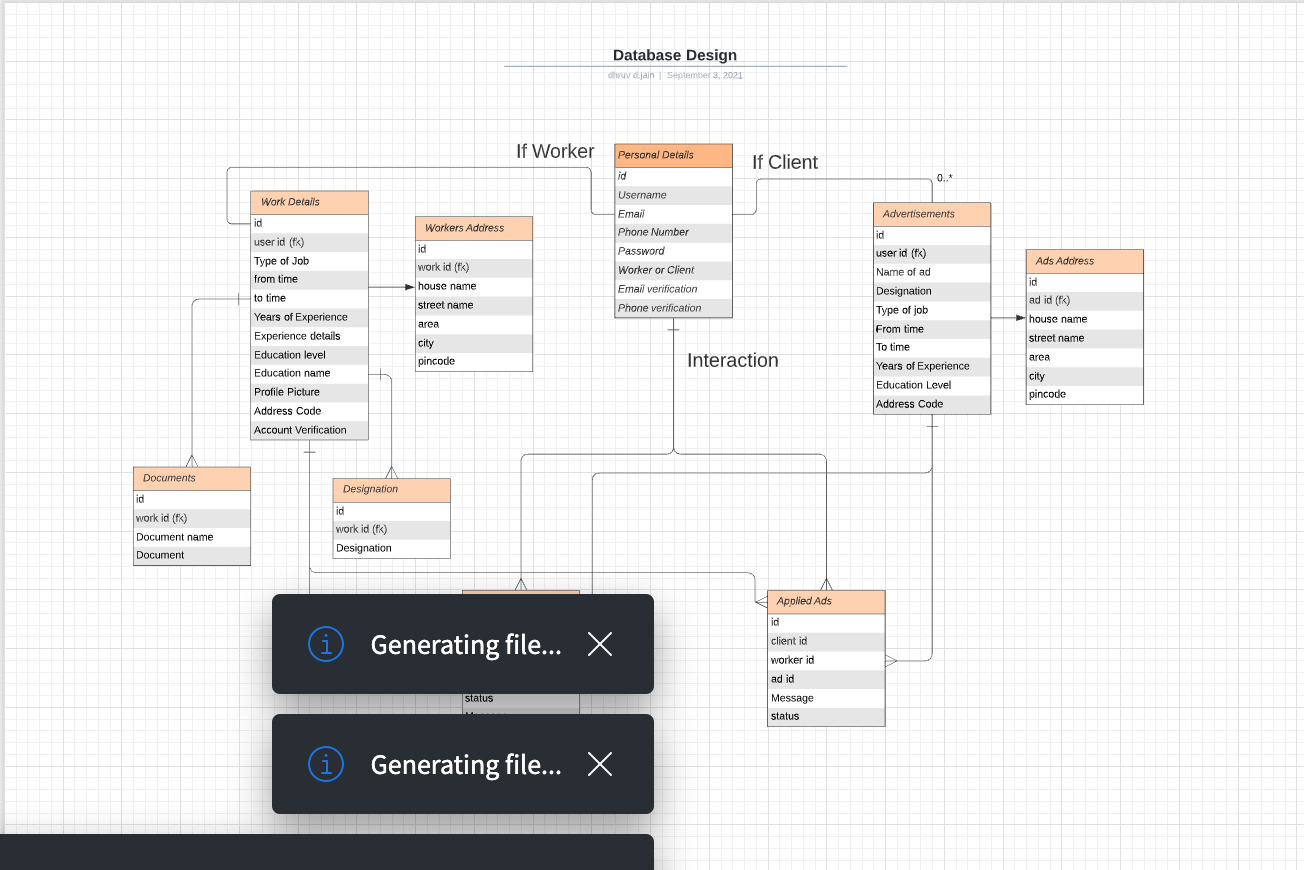 Database Design
dhruv d.jain | September 3, 2021
If Worker
Personal Details
id
Username
Email
Phone Number
Password
Worker or Client
Email verification
Phone verification
If Client
0..*
Work Details
id
user id (fk)
Type of Job
from time
to time
Years of Experience
Experience details
Education level
Education name
Profile Picture
Address Code
Account Verification
Workers Address
id
work id (fk)
house name
street name
area
city
pincode
Advertisements
id
user id (fk)
Name of ad
Designation
Type of job
From time
To time
Years of Experience
Education Level
Address Code
Ads Address
id
ad id (fk)
house name
street name
area
city
pincode
Interaction
Documents
id
work id (fk)
Document name
Document
Designation
id
work id (fk)
Designation
Applied Ads
id
client id
worker id
ad id
Message
status
Generating file...
status
Generating file...